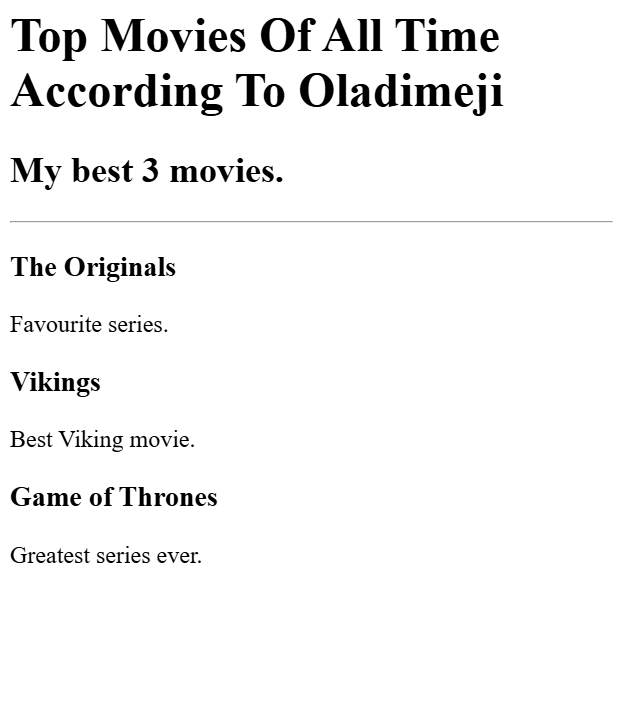 Top Movies Of All Time
According To Oladimeji
My best 3 movies.
The Originals
Favourite series.
Vikings
Best Viking movie.
Game of Thrones
Greatest series ever.